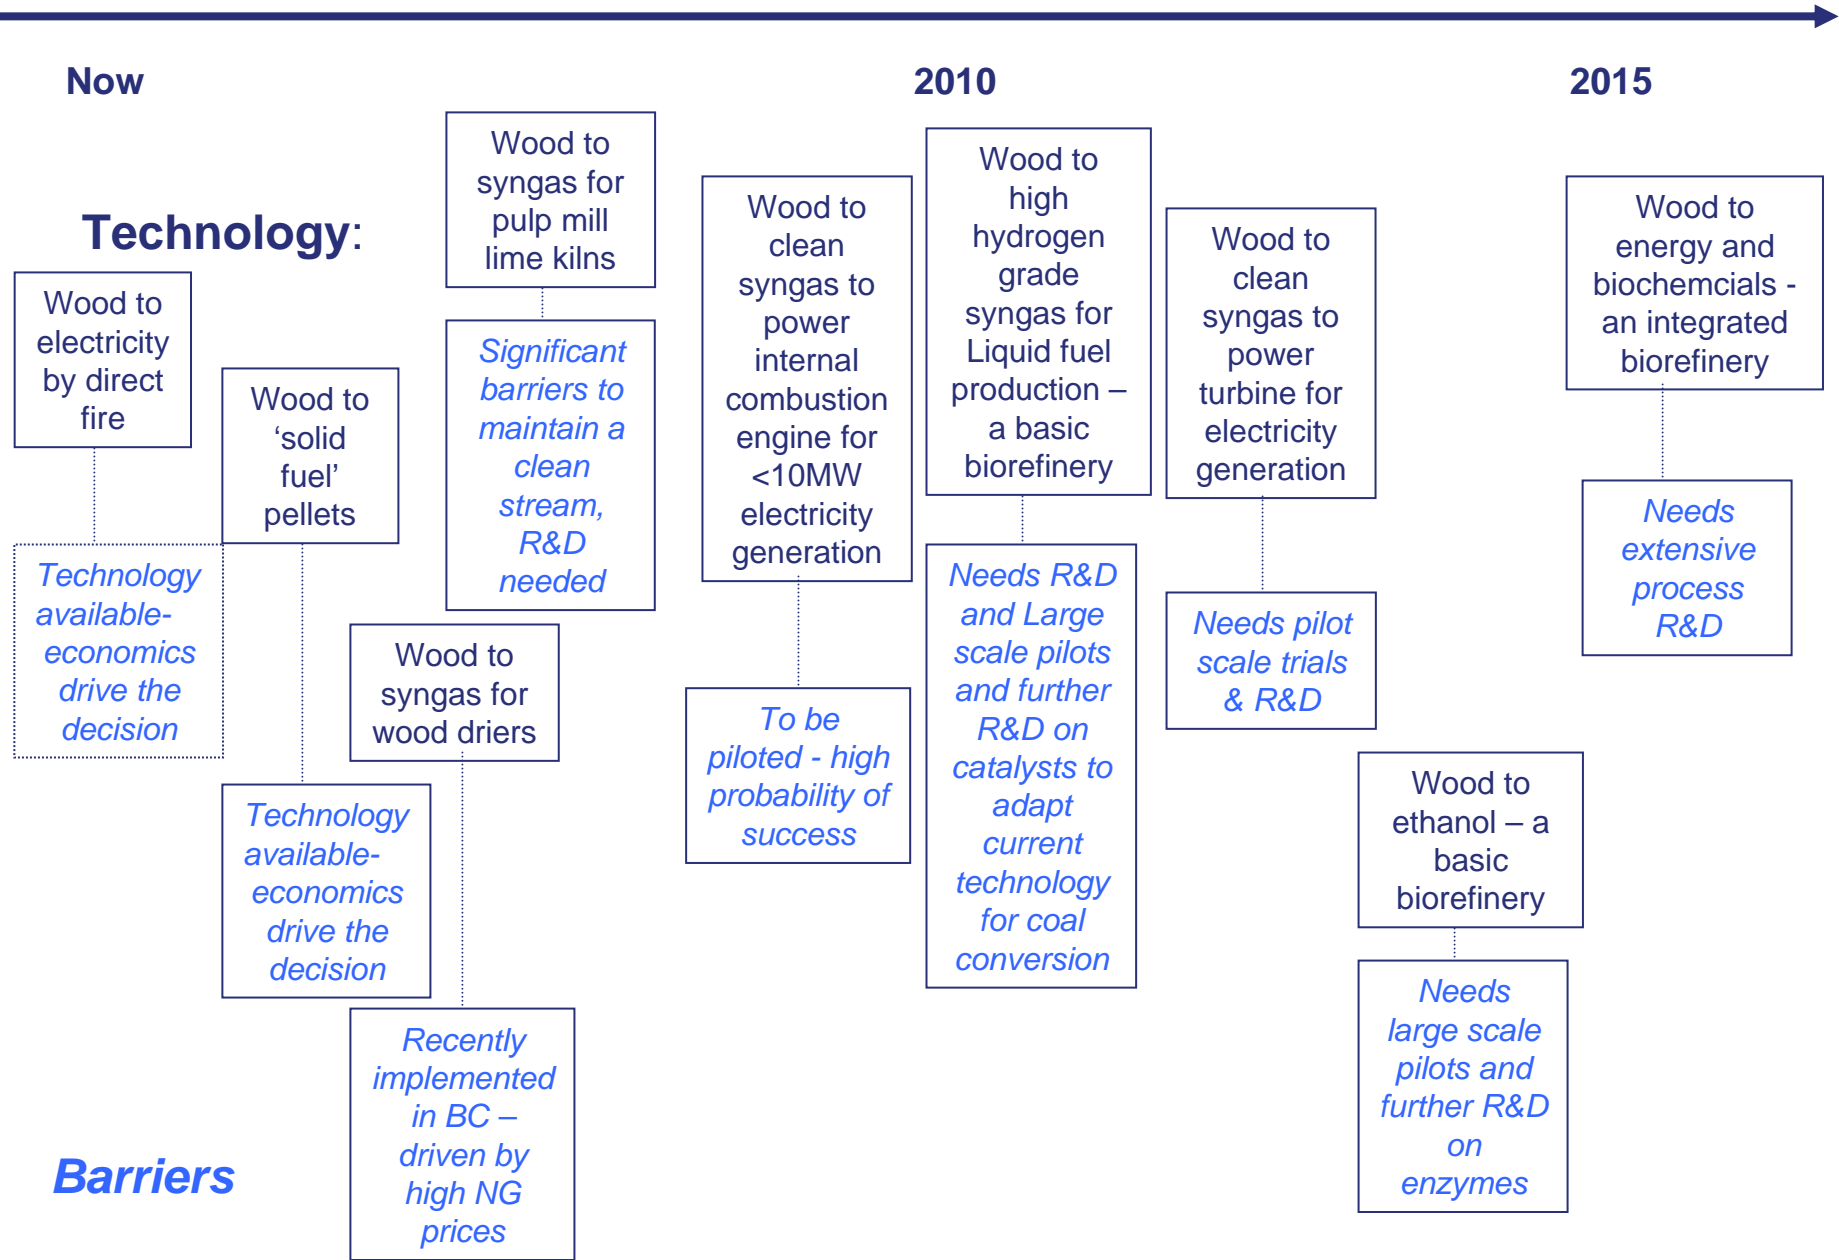 Now
2010
2015
Technology:
Wood to
electricity
by direct
fire
Technology
available-
economics
drive the
decision
Wood to
‘solid
fuel’
pellets
Technology
available-
economics
drive the
decision
Wood to
syngas for
pulp mill
lime kilns
Significant
barriers to
maintain a
clean
stream,
R&D
needed
Wood to
syngas for
wood driers
Recently
implemented
in BC –
driven by
high NG
prices
Wood to
clean
syngas to
power
internal
combustion
engine for
<10MW
electricity
generation
To be
piloted - high
probability of
success
Wood to
high
hydrogen
grade
syngas for
Liquid fuel
production –
a basic
biorefinery
Needs R&D
and Large
scale pilots
and further
R&D on
catalysts to
adapt
current
technology
for coal
conversion
Wood to
clean
syngas to
power
turbine for
electricity
generation
Needs pilot
scale trials
& R&D
Wood to
ethanol – a
basic
biorefinery
Needs
large scale
pilots and
further R&D
on
enzymes
Wood to
energy and
biochemcials -
an integrated
biorefinery
Needs
extensive
process
R&D
Barriers